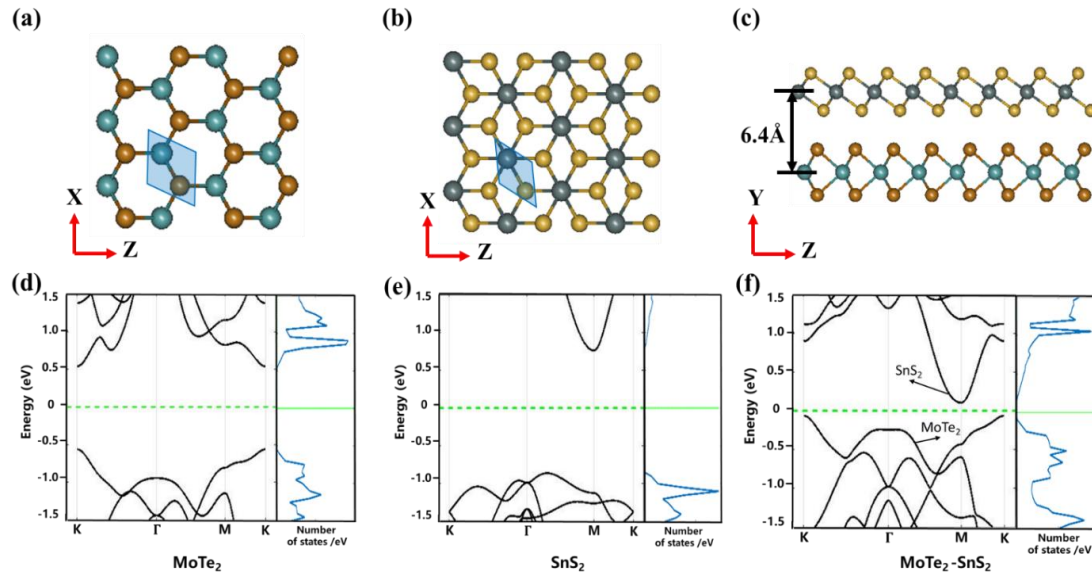 (a)
(b)
(c)
X
Z
X
Z
6.4Å
Y
Z
(d)
(e)
(f)
Energy (eV)
1.5
1.0
0.5
0
-0.5
-1.0
-1.5
K
Γ
M
K
Number
of states /eV
MoTe₂
Energy (eV)
1.5
1.0
0.5
0
-0.5
-1.0
-1.5
K
Γ
M
K
Number
of states /eV
SnS₂
Energy (eV)
1.5
1.0
0.5
0
-0.5
-1.0
-1.5
SnS₂
MoTe₂
K
Γ
M
K
Number
of states /eV
MoTe₂-SnS₂